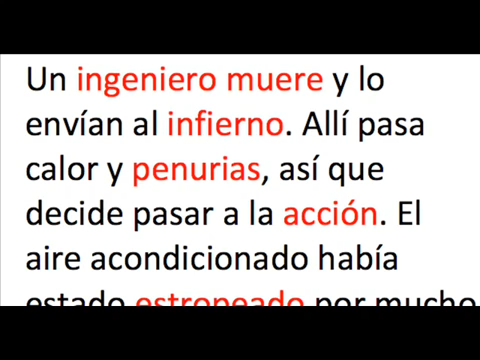 Un ingeniero muere y lo
envían al infierno. Allí pasa
calor y penurias, así que
decide pasar a la acción. El
aire acondicionado había
estado estropeado por mucho